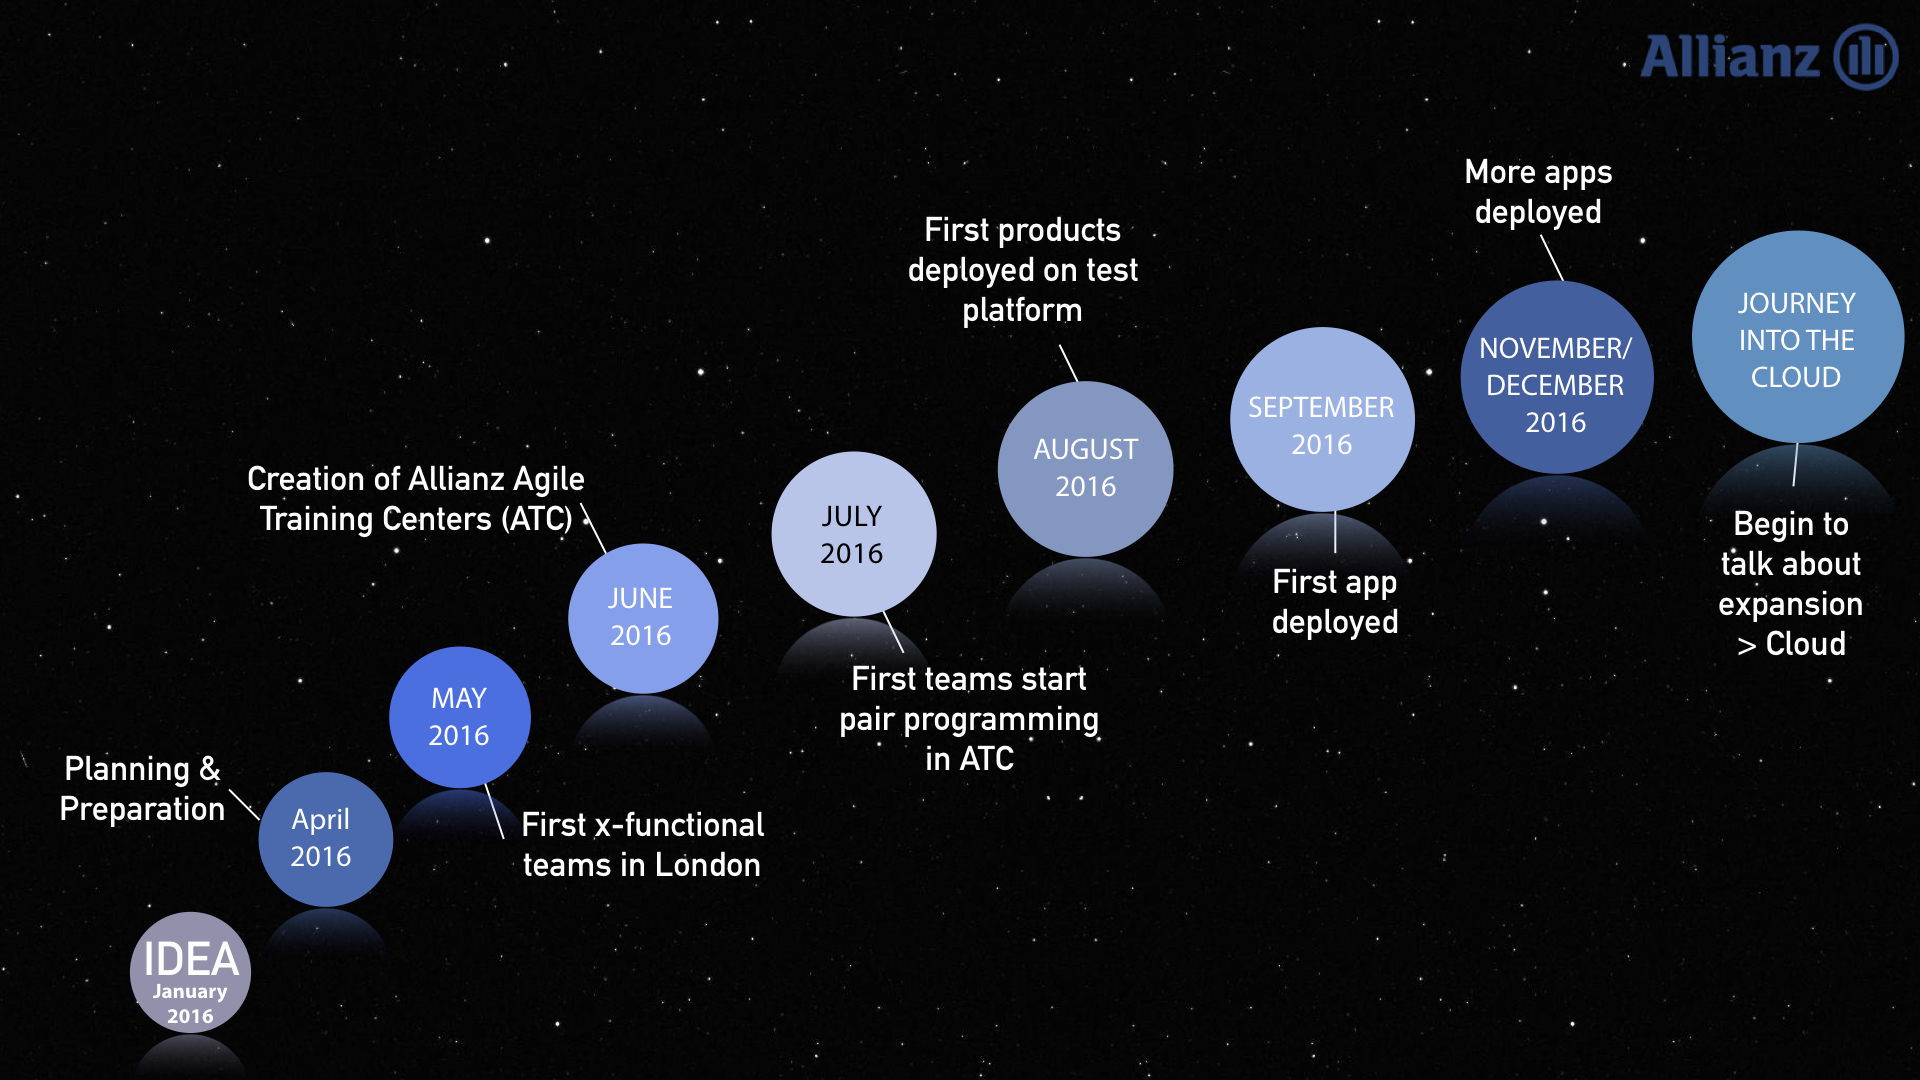 Allianz
IDEA
January
2016
Planning &
Preparation
April
2016
MAY
2016
First x-functional
teams in London
Creation of Allianz Agile
Training Centers (ATC)
JUNE
2016
JULY
2016
First teams start
pair programming
in ATC
First products
deployed on test
platform
AUGUST
2016
SEPTEMBER
2016
First app
deployed
More apps
deployed
NOVEMBER/
DECEMBER
2016
JOURNEY
INTO THE
CLOUD
Begin to
talk about
expansion
> Cloud